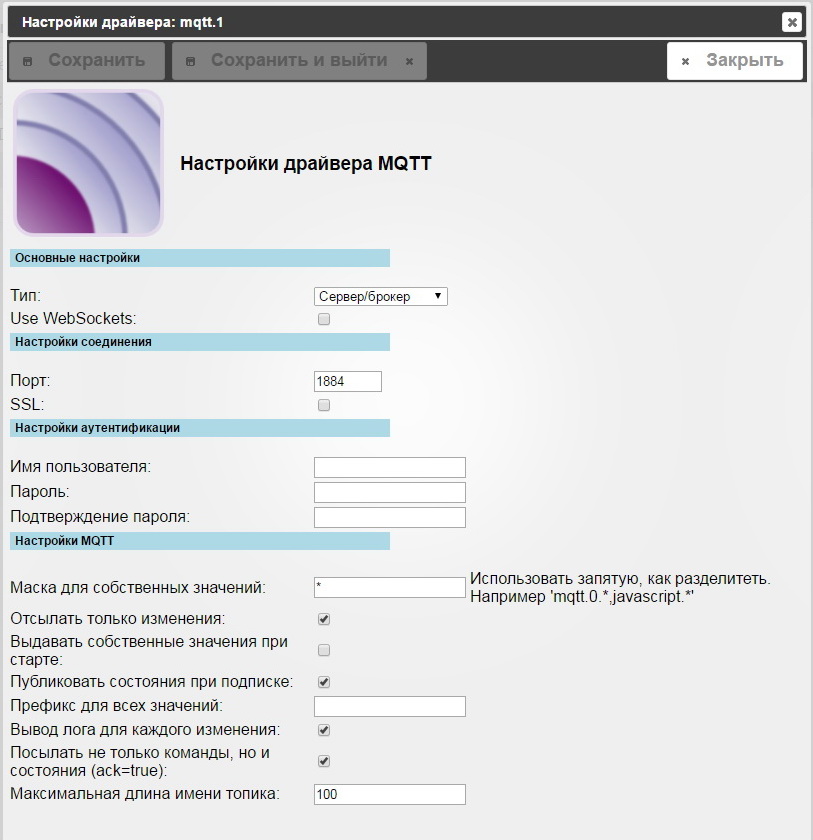 Настройки драйвера: mqtt.1
Сохранить
Сохранить и выйти
Закрыть
Настройки драйвера MQTT
Основные настройки
Тип:
Сервер/брокер
Use WebSockets:
Настройки соединения
Порт:
1884
SSL:
Настройки аутентификации
Имя пользователя:
Пароль:
Подтверждение пароля:
Настройки MQTT
Маска для собственных значений:
*
Использовать запятую, как разделитеть.
Например 'mqtt.0.*,javascript.*'
Отсылать только изменения:
Выдавать собственные значения при
старте:
Публиковать состояния при подписке:
Префикс для всех значений:
Вывод лога для каждого изменения:
Посылать не только команды, но и
состояния (ack=true):
Максимальная длина имени топика:
100